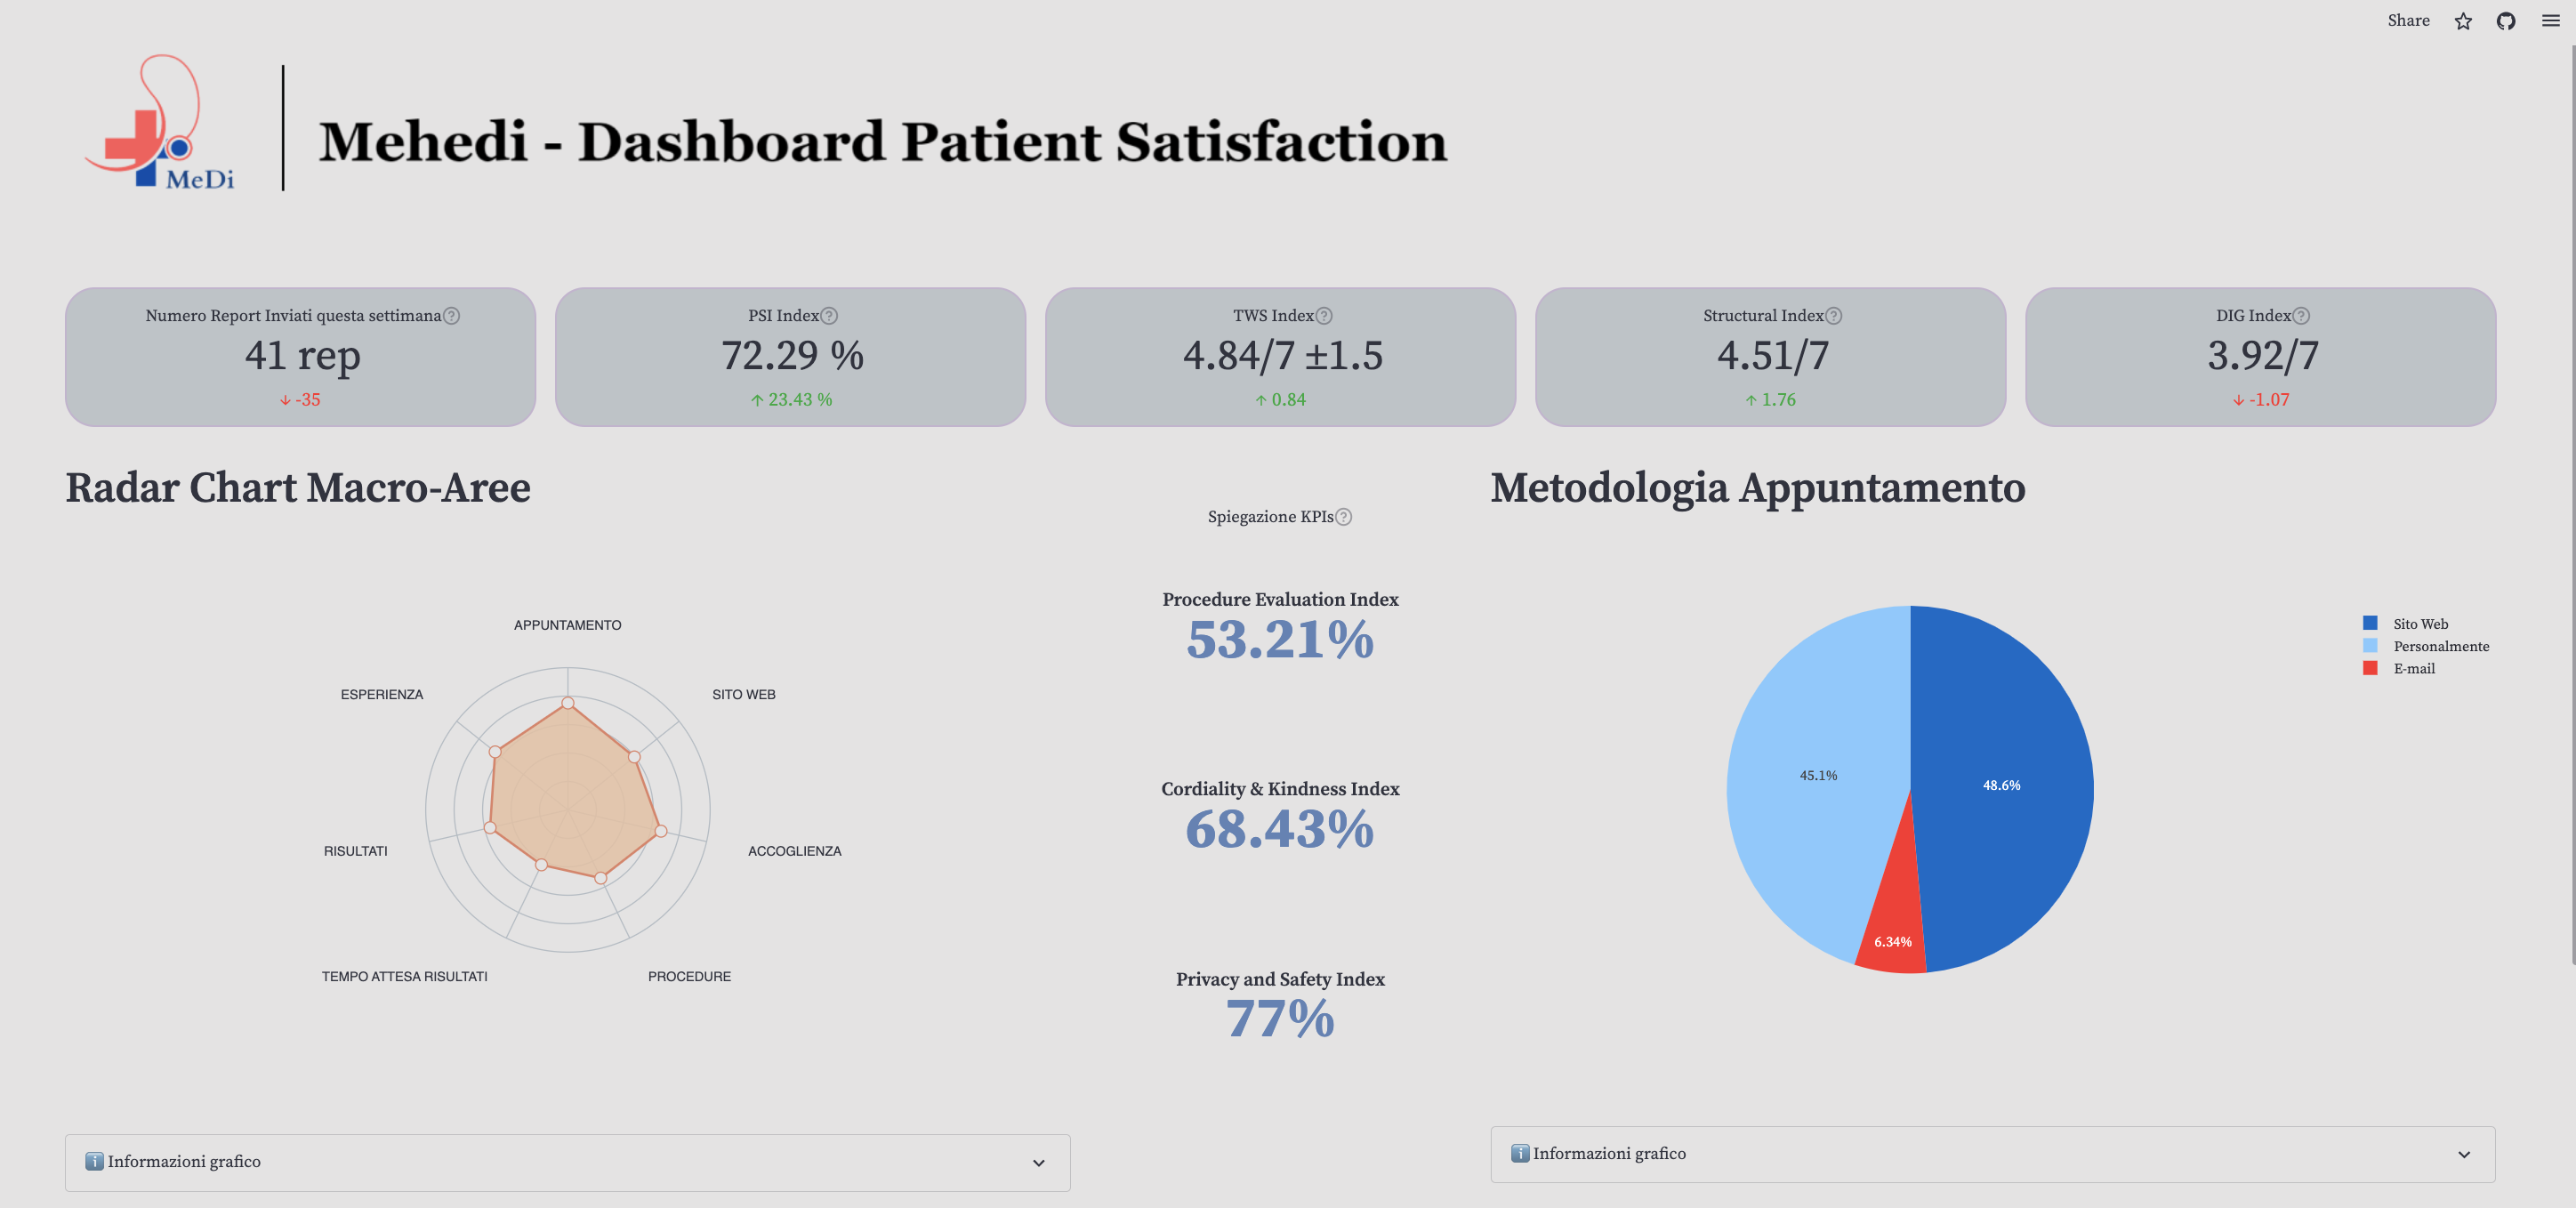 Share
MeDi
Mehedi - Dashboard Patient Satisfaction
Numero Report Inviati questa settimana
41 rep
↓ -35
PSI Index
72.29 %
↑ 23.43 %
TWS Index
4.84/7 ±1.5
↑ 0.84
Structural Index
4.51/7
↑ 1.76
DIG Index
3.92/7
↓ -1.07
Radar Chart Macro-Aree
APPUNTAMENTO
ESPERIENZA
SITO WEB
RISULTATI
ACCOGLIENZA
TEMPO ATTESA RISULTATI
PROCEDURE
Spiegazione KPIs
Procedure Evaluation Index
53.21%
Cordiality & Kindness Index
68.43%
Privacy and Safety Index
77%
Metodologia Appuntamento
Sito Web
Personalmente
E-mail
45.1%
48.6%
6.34%
Informazioni grafico
Informazioni grafico